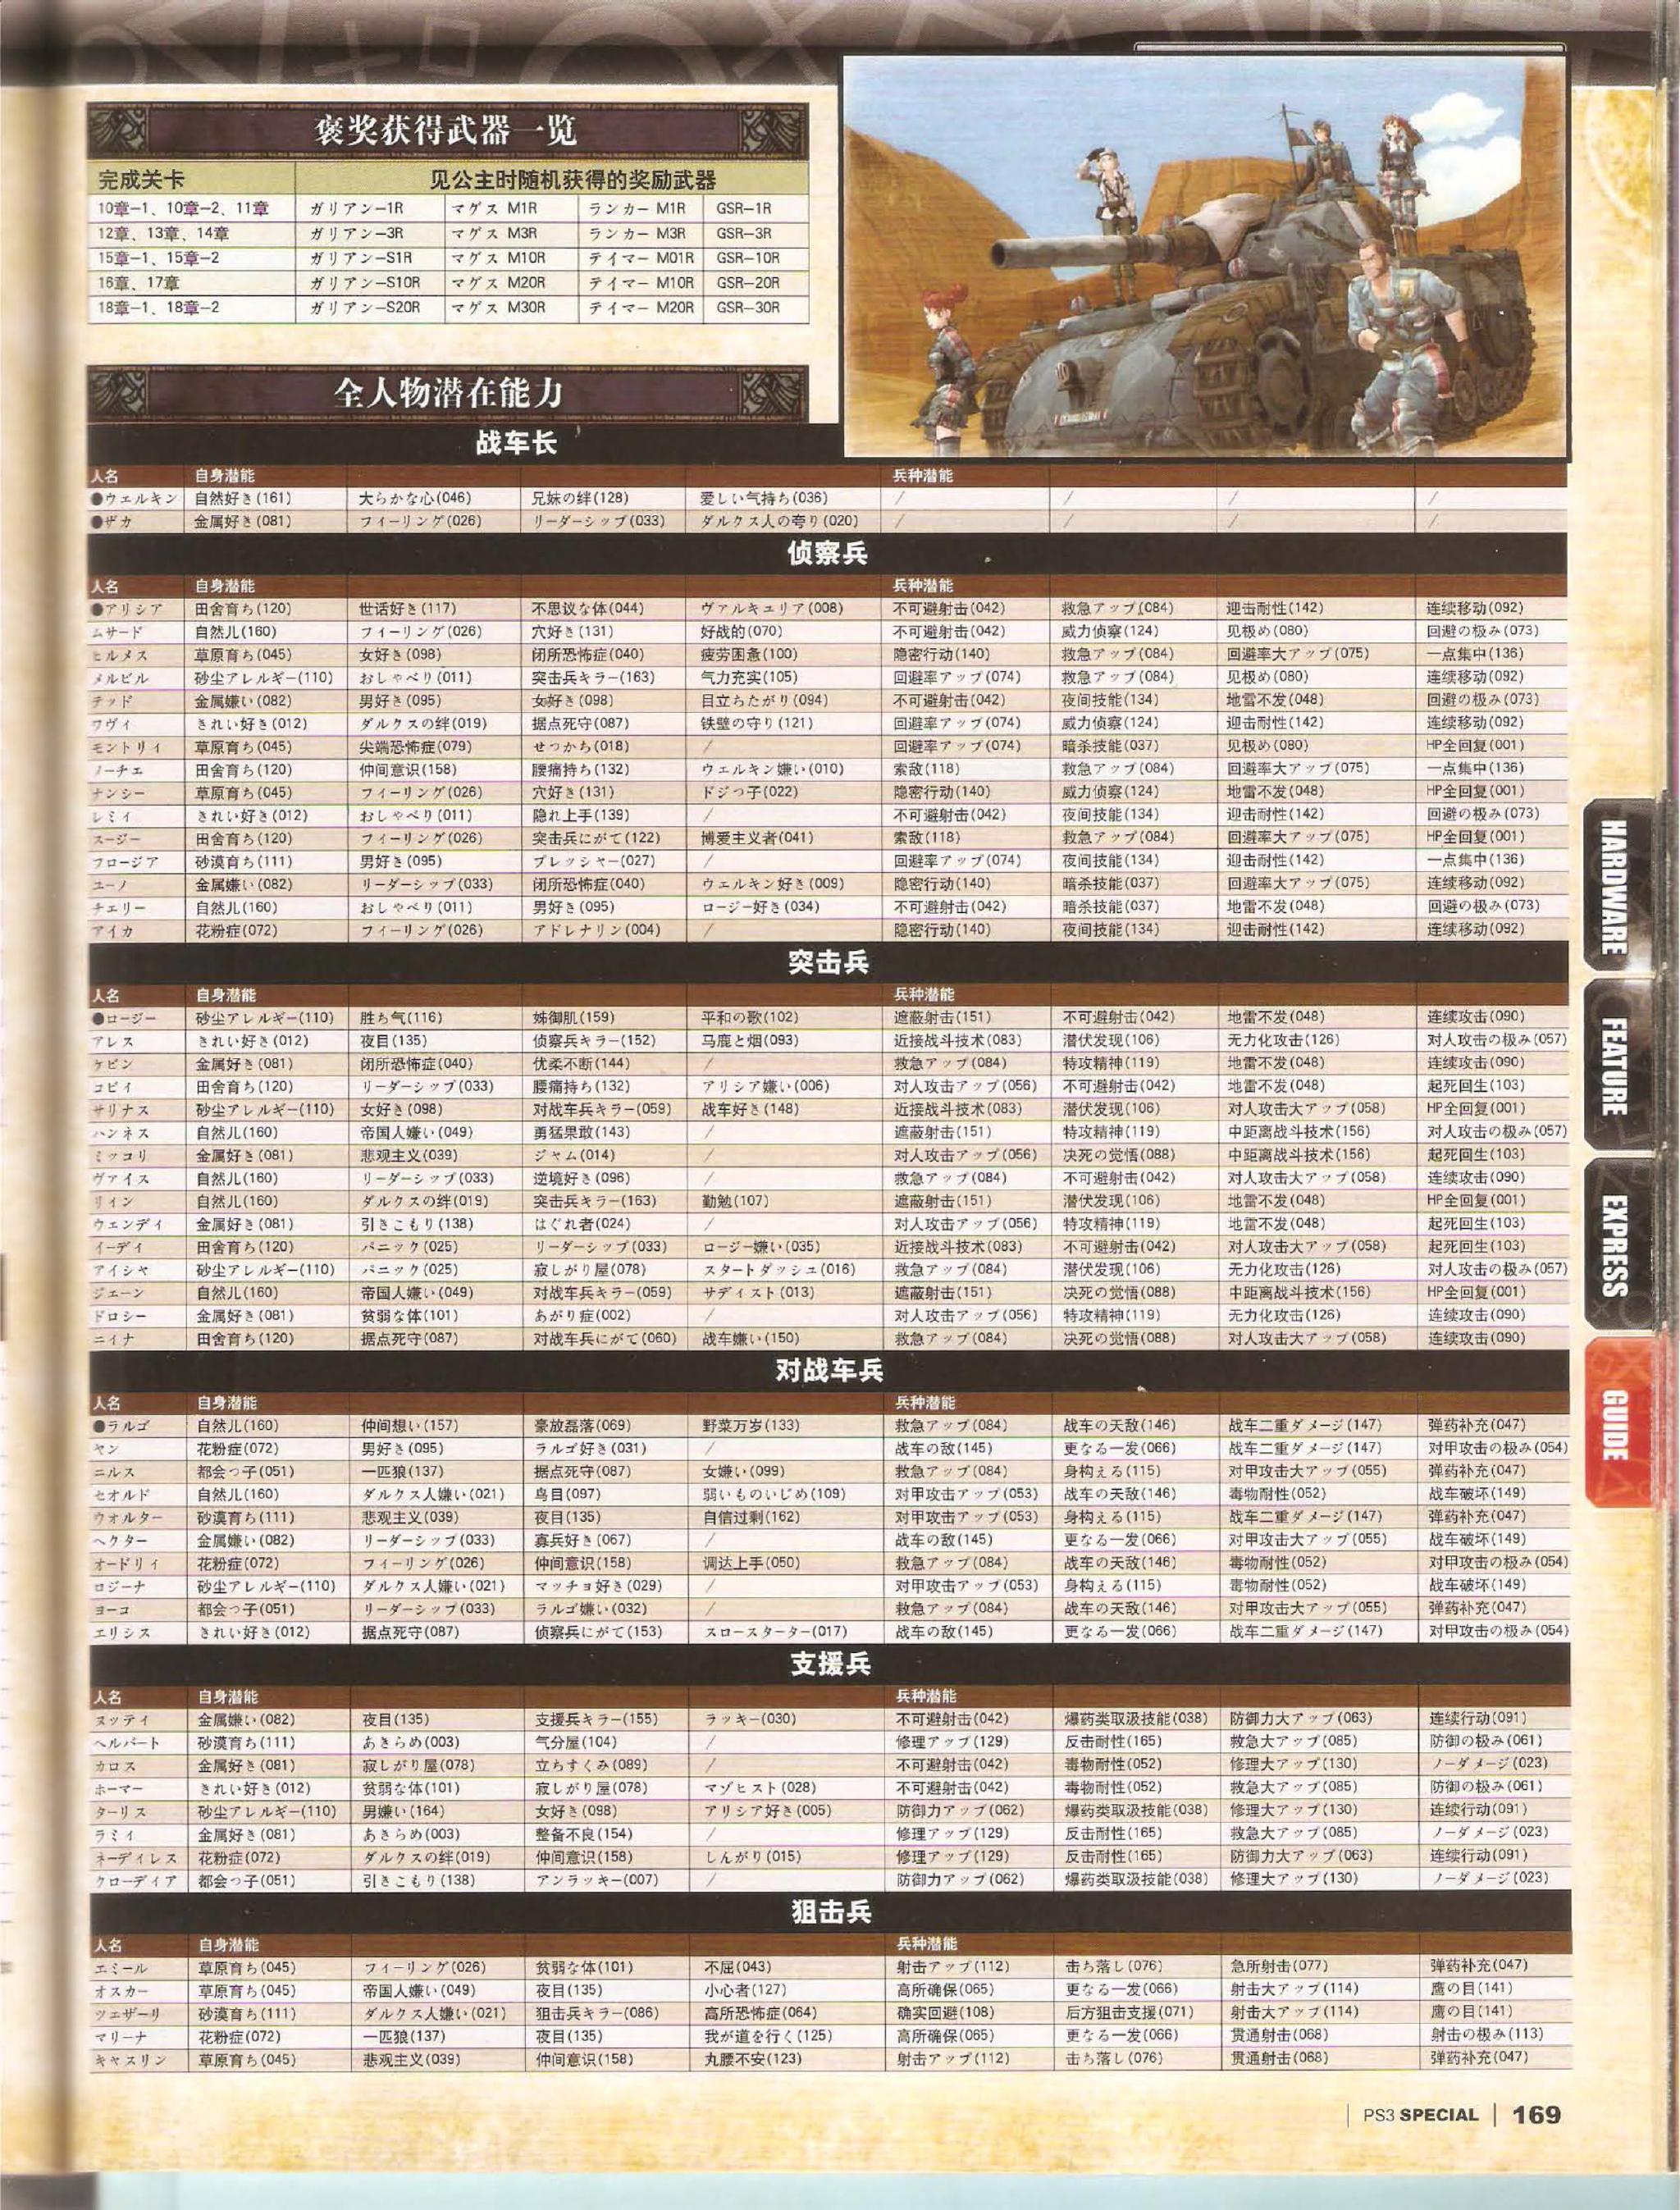 褒奖获得武器一览
完成关卡 见公主时随机获得的奖励武器
10章-1、10章-2、11章 ガリアン-1R マゲス M1R ランカー M1R GSR-1R
12章、13章、14章 ガリアン-3R マゲス M3R ランカー M3R GSR-3R
15章-1、15章-2 ガリアン-S1R マゲス M10R テイマー M01R GSR-10R
16章、17章 ガリアン-S10R マゲス M20R テイマー M10R GSR-20R
18章-1、18章-2 ガリアン-S20R マゲス M30R テイマー M20R GSR-30R
全人物潜在能力
战车长
人名 自身潜能 兵种潜能
●ウェルキン 自然好き(161) 大らかな心(046) 兄妹の绊(128) 爱しい气持ち(036) / / / /
●ザカ 金属好き(081) フィーリング(026) リーダーシップ(033) ダルクス人の夸り(020) / / / /
侦察兵
人名 自身潜能 兵种潜能
●アリシア 田舍育ち(120) 世话好き(117) 不思议な体(044) ヴァルキュリア(008) 不可避射击(042) 救急アップ(084) 迎击耐性(142) 连续移动(092)
ムサード 自然儿(160) フィーリング(026) 穴好き(131) 好战的(070) 不可避射击(042) 威力侦察(124) 见极め(080) 回避の极み(073)
ヒルメス 草原育ち(045) 女好き(098) 闭所恐怖症(040) 疲劳困惫(100) 隐密行动(140) 救急アップ(084) 回避率大アップ(075) 一点集中(136)
メルビル 砂尘アレルギー(110) おしゃべり(011) 突击兵キラー(163) 气力充实(105) 回避率アップ(074) 救急アップ(084) 见极め(080) 连续移动(092)
テッド 金属嫌い(082) 男好き(095) 女好き(098) 目立ちたがり(094) 不可避射击(042) 夜间技能(134) 地雷不发(048) 回避の极み(073)
ワヴィ きれい好き(012) ダルクスの绊(019) 据点死守(087) 铁壁の守り(121) 回避率アップ(074) 威力侦察(124) 迎击耐性(142) 连续移动(092)
モントリィ 草原育ち(045) 尖端恐怖症(079) せっかち(018) / 回避率アップ(074) 暗杀技能(037) 见极め(080) HP全回复(001)
ノーチェ 田舍育ち(120) 仲间意识(158) 腰痛持ち(132) ウェルキン嫌い(010) 索敌(118) 救急アップ(084) 回避率大アップ(075) 一点集中(136)
ナンシー 草原育ち(045) フィーリング(026) 穴好き(131) ドジっ子(022) 隐密行动(140) 威力侦察(124) 地雷不发(048) HP全回复(001)
レミィ きれい好き(012) おしゃべり(011) 隐れ上手(139) / 不可避射击(042) 夜间技能(134) 迎击耐性(142) 回避の极み(073)
スージー 田舍育ち(120) フィーリング(026) 突击兵にがて(122) 博爱主义者(041) 索敌(118) 救急アップ(084) 回避率大アップ(075) HP全回复(001)
フロージア 砂漠育ち(111) 男好き(095) プレッシャー(027) / 回避率アップ(074) 夜间技能(134) 迎击耐性(142) 一点集中(136)
ユーノ 金属嫌い(082) リーダーシップ(033) 闭所恐怖症(040) ウェルキン好き(009) 隐密行动(140) 暗杀技能(037) 回避率大アップ(075) 连续移动(092)
チェリー 自然儿(160) おしゃべり(011) 男好き(095) ロージー好き(034) 不可避射击(042) 暗杀技能(037) 地雷不发(048) 回避の极み(073)
アイカ 花粉症(072) フィーリング(026) アドレナリン(004) / 隐密行动(140) 夜间技能(134) 迎击耐性(142) 连续移动(092)
突击兵
人名 自身潜能 兵种潜能
●ロージー 砂尘アレルギー(110) 胜ち气(116) 姊御肌(159) 平和の歌(102) 遮蔽射击(151) 不可避射击(042) 地雷不发(048) 连续攻击(090)
アレス きれい好き(012) 夜目(135) 侦察兵キラー(152) 马鹿と烟(093) 近接战斗技术(083) 潜伏发现(106) 无力化攻击(126) 对人攻击の极み(057)
ケビン 金属好き(081) 闭所恐怖症(040) 优柔不断(144) / 救急アップ(084) 特攻精神(119) 地雷不发(048) 连续攻击(090)
コビィ 田舍育ち(120) リーダーシップ(033) 腰痛持ち(132) アリシア嫌い(006) 对人攻击アップ(056) 不可避射击(042) 地雷不发(048) 起死回生(103)
サリナス 砂尘アレルギー(110) 女好き(098) 对战车兵キラー(059) 战车好き(148) 近接战斗技术(083) 潜伏发现(106) 对人攻击大アップ(058) HP全回复(001)
ハンネス 自然儿(160) 帝国人嫌い(049) 勇猛果敢(143) / 遮蔽射击(151) 特攻精神(119) 中距离战斗技术(156) 对人攻击の极み(057)
ミッコリ 金属好き(081) 悲观主义(039) ジャム(014) / 对人攻击アップ(056) 决死の觉悟(088) 中距离战斗技术(156) 起死回生(103)
ヴァイス 自然儿(160) リーダーシップ(033) 逆境好き(096) / 救急アップ(084) 不可避射击(042) 对人攻击大アップ(058) 连续攻击(090)
リィン 自然儿(160) ダルクスの绊(019) 突击兵キラー(163) 勤勉(107) 遮蔽射击(151) 潜伏发现(106) 地雷不发(048) HP全回复(001)
ウェンディ 金属好き(081) 引きこもり(138) はぐれ者(024) / 对人攻击アップ(056) 特攻精神(119) 地雷不发(048) 起死回生(103)
イーディ 田舍育ち(120) パニック(025) リーダーシップ(033) ロージー嫌い(035) 近接战斗技术(083) 不可避射击(042) 对人攻击大アップ(058) 起死回生(103)
アイシャ 砂尘アレルギー(110) パニック(025) 寂しがり屋(078) スタートダッシュ(016) 救急アップ(084) 潜伏发现(106) 无力化攻击(126) 对人攻击の极み(057)
ジェーン 自然儿(160) 帝国人嫌い(049) 对战车兵キラー(059) サディスト(013) 遮蔽射击(151) 决死の觉悟(088) 中距离战斗技术(156) HP全回复(001)
ドロシー 金属好き(081) 贫弱な体(101) あがり症(002) / 对人攻击アップ(056) 特攻精神(119) 无力化攻击(126) 连续攻击(090)
ニイナ 田舍育ち(120) 据点死守(087) 对战车兵にがて(060) 战车嫌い(150) 救急アップ(084) 决死の觉悟(088) 对人攻击大アップ(058) 连续攻击(090)
对战车兵
人名 自身潜能 兵种潜能
●ラルゴ 自然儿(160) 仲间想い(157) 豪放磊落(069) 野菜万岁(133) 救急アップ(084) 战车の天敌(146) 战车二重ダメージ(147) 弹药补充(047)
ヤン 花粉症(072) 男好き(095) ラルゴ好き(031) / 战车の敌(145) 更なる一发(066) 战车二重ダメージ(147) 对甲攻击の极み(054)
ニルス 都会っ子(051) 一匹狼(137) 据点死守(087) 女嫌い(099) 救急アップ(084) 身构える(115) 对甲攻击大アップ(055) 弹药补充(047)
セオルド 自然儿(160) ダルクス人嫌い(021) 鸟目(097) 弱いものいじめ(109) 对甲攻击アップ(053) 战车の天敌(146) 毒物耐性(052) 战车破坏(149)
ウォルター 砂漠育ち(111) 悲观主义(039) 夜目(135) 自信过剩(162) 对甲攻击アップ(053) 身构える(115) 战车二重ダメージ(147) 弹药补充(047)
ヘクター 金属嫌い(082) リーダーシップ(033) 寡兵好き(067) / 战车の敌(145) 更なる一发(066) 对甲攻击大アップ(055) 战车破坏(149)
オードリィ 花粉症(072) フィーリング(026) 仲间意识(158) 调达上手(050) 救急アップ(084) 战车の天敌(146) 毒物耐性(052) 对甲攻击の极み(054)
ロジーナ 砂尘アレルギー(110) ダルクス人嫌い(021) マッチョ好き(029) / 对甲攻击アップ(053) 身构える(115) 毒物耐性(052) 战车破坏(149)
ヨーコ 都会っ子(051) リーダーシップ(033) ラルゴ嫌い(032) / 救急アップ(084) 战车の天敌(146) 对甲攻击大アップ(055) 弹药补充(047)
エリシス きれい好き(012) 据点死守(087) 侦察兵にがて(153) スロースターター(017) 战车の敌(145) 更なる一发(066) 战车二重ダメージ(147) 对甲攻击の极み(054)
支援兵
人名 自身潜能 兵种潜能
ヌッティ 金属嫌い(082) 夜目(135) 支援兵キラー(155) ラッキー(030) 不可避射击(042) 爆药类取汲技能(038) 防御力大アップ(063) 连续行动(091)
ヘルバート 砂漠育ち(111) あきらめ(003) 气分屋(104) / 修理アップ(129) 反击耐性(165) 救急大アップ(085) 防御の极み(061)
カロス 金属好き(081) 寂しがり屋(078) 立ちすくみ(089) / 不可避射击(042) 毒物耐性(052) 修理大アップ(130) ノーダメージ(023)
ホーマー きれい好き(012) 贫弱な体(101) 寂しがり屋(078) マゾヒスト(028) 不可避射击(042) 毒物耐性(052) 救急大アップ(085) 防御の极み(061)
ターリス 砂尘アレルギー(110) 男嫌い(164) 女好き(098) アリシア好き(005) 防御力アップ(062) 爆药类取汲技能(038) 修理大アップ(130) 连续行动(091)
ラミィ 金属好き(081) あきらめ(003) 整备不良(154) / 修理アップ(129) 反击耐性(165) 救急大アップ(085) ノーダメージ(023)
ネーディレス 花粉症(072) ダルクスの绊(019) 仲间意识(158) しんがり(015) 修理アップ(129) 反击耐性(165) 防御力大アップ(063) 连续行动(091)
クローディア 都会っ子(051) 引きこもり(138) アンラッキー(007) / 防御力アップ(062) 爆药类取汲技能(038) 修理大アップ(130) ノーダメージ(023)
狙击兵
人名 自身潜能 兵种潜能
エミール 草原育ち(045) フィーリング(026) 贫弱な体(101) 不屈(043) 射击アップ(112) 击ち落し(076) 急所射击(077) 弹药补充(047)
オスカー 草原育ち(045) 帝国人嫌い(049) 夜目(135) 小心者(127) 高所确保(065) 更なる一发(066) 射击大アップ(114) 鹰の目(141)
ツェザーリ 砂漠育ち(111) ダルクス人嫌い(021) 狙击兵キラー(086) 高所恐怖症(064) 确实回避(108) 后方狙击支援(071) 射击大アップ(114) 鹰の目(141)
マリーナ 花粉症(072) 一匹狼(137) 夜目(135) 我が道を行く(125) 高所确保(065) 更なる一发(066) 贯通射击(068) 射击の极み(113)
キャスリン 草原育ち(045) 悲观主义(039) 仲间意识(158) 丸腰不安(123) 射击アップ(112) 击ち落し(076) 贯通射击(068) 弹药补充(047)
HARDWARE
FEATURE
EXPRESS
GUIDE
PS3 SPECIAL 169